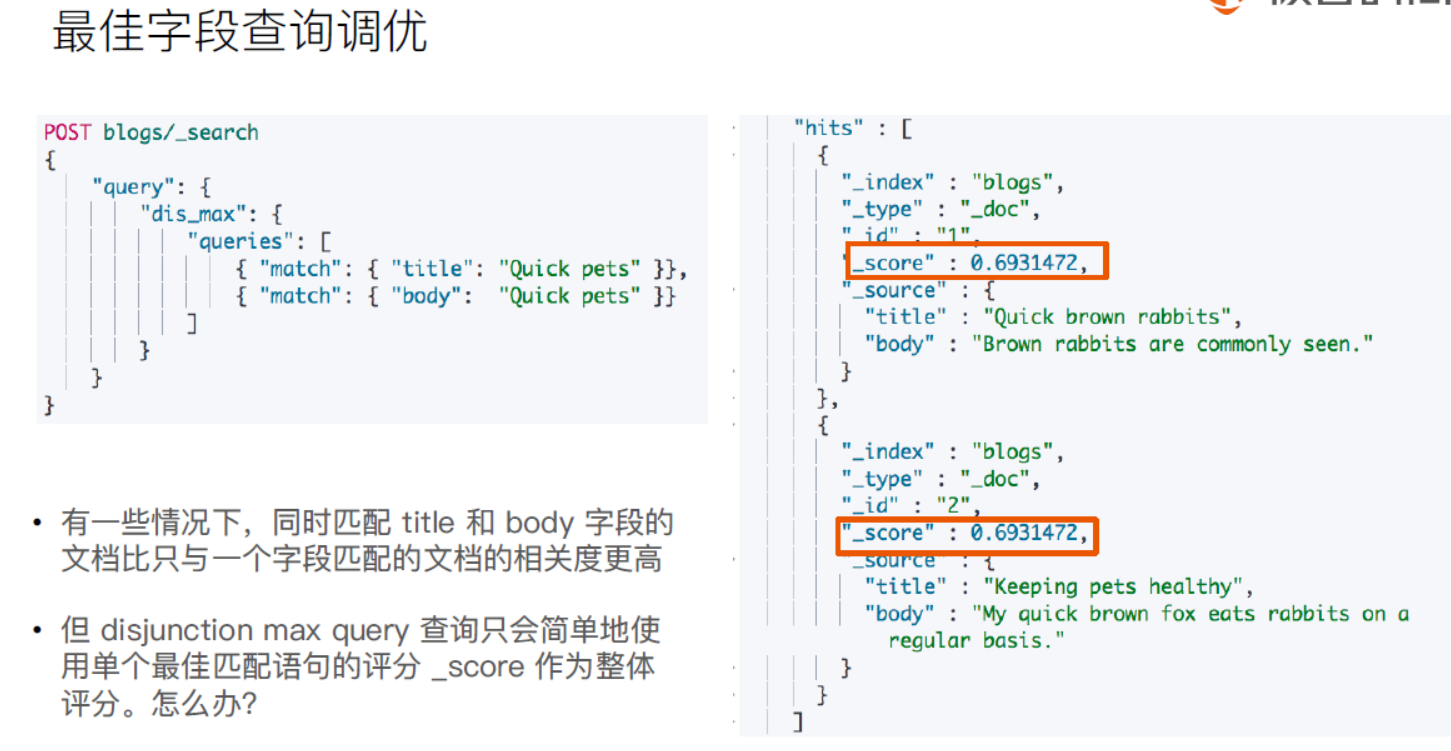 最佳字段查询调优
POST blogs/_search
{
"query": {
"dis_max": {
"queries": [
{ "match": { "title": "Quick pets" }},
{ "match": { "body":  "Quick pets" }}
]
}
}
}
• 有一些情况下，同时匹配 title 和 body 字段的
文档比只与一个字段匹配的文档的相关度更高
• 但 disjunction max query 查询只会简单地使
用单个最佳匹配语句的评分 _score 作为整体
评分。怎么办?
"hits" : [
{
"_index" : "blogs",
"_type" : "_doc",
"_id" : "1",
"_score" : 0.6931472,
"_source" : {
"title" : "Quick brown rabbits",
"body" : "Brown rabbits are commonly seen."
}
},
{
"_index" : "blogs",
"_type" : "_doc",
"_id" : "2",
"_score" : 0.6931472,
"_source" : {
"title" : "Keeping pets healthy",
"body" : "My quick brown fox eats rabbits on a
regular basis."
}
}
]